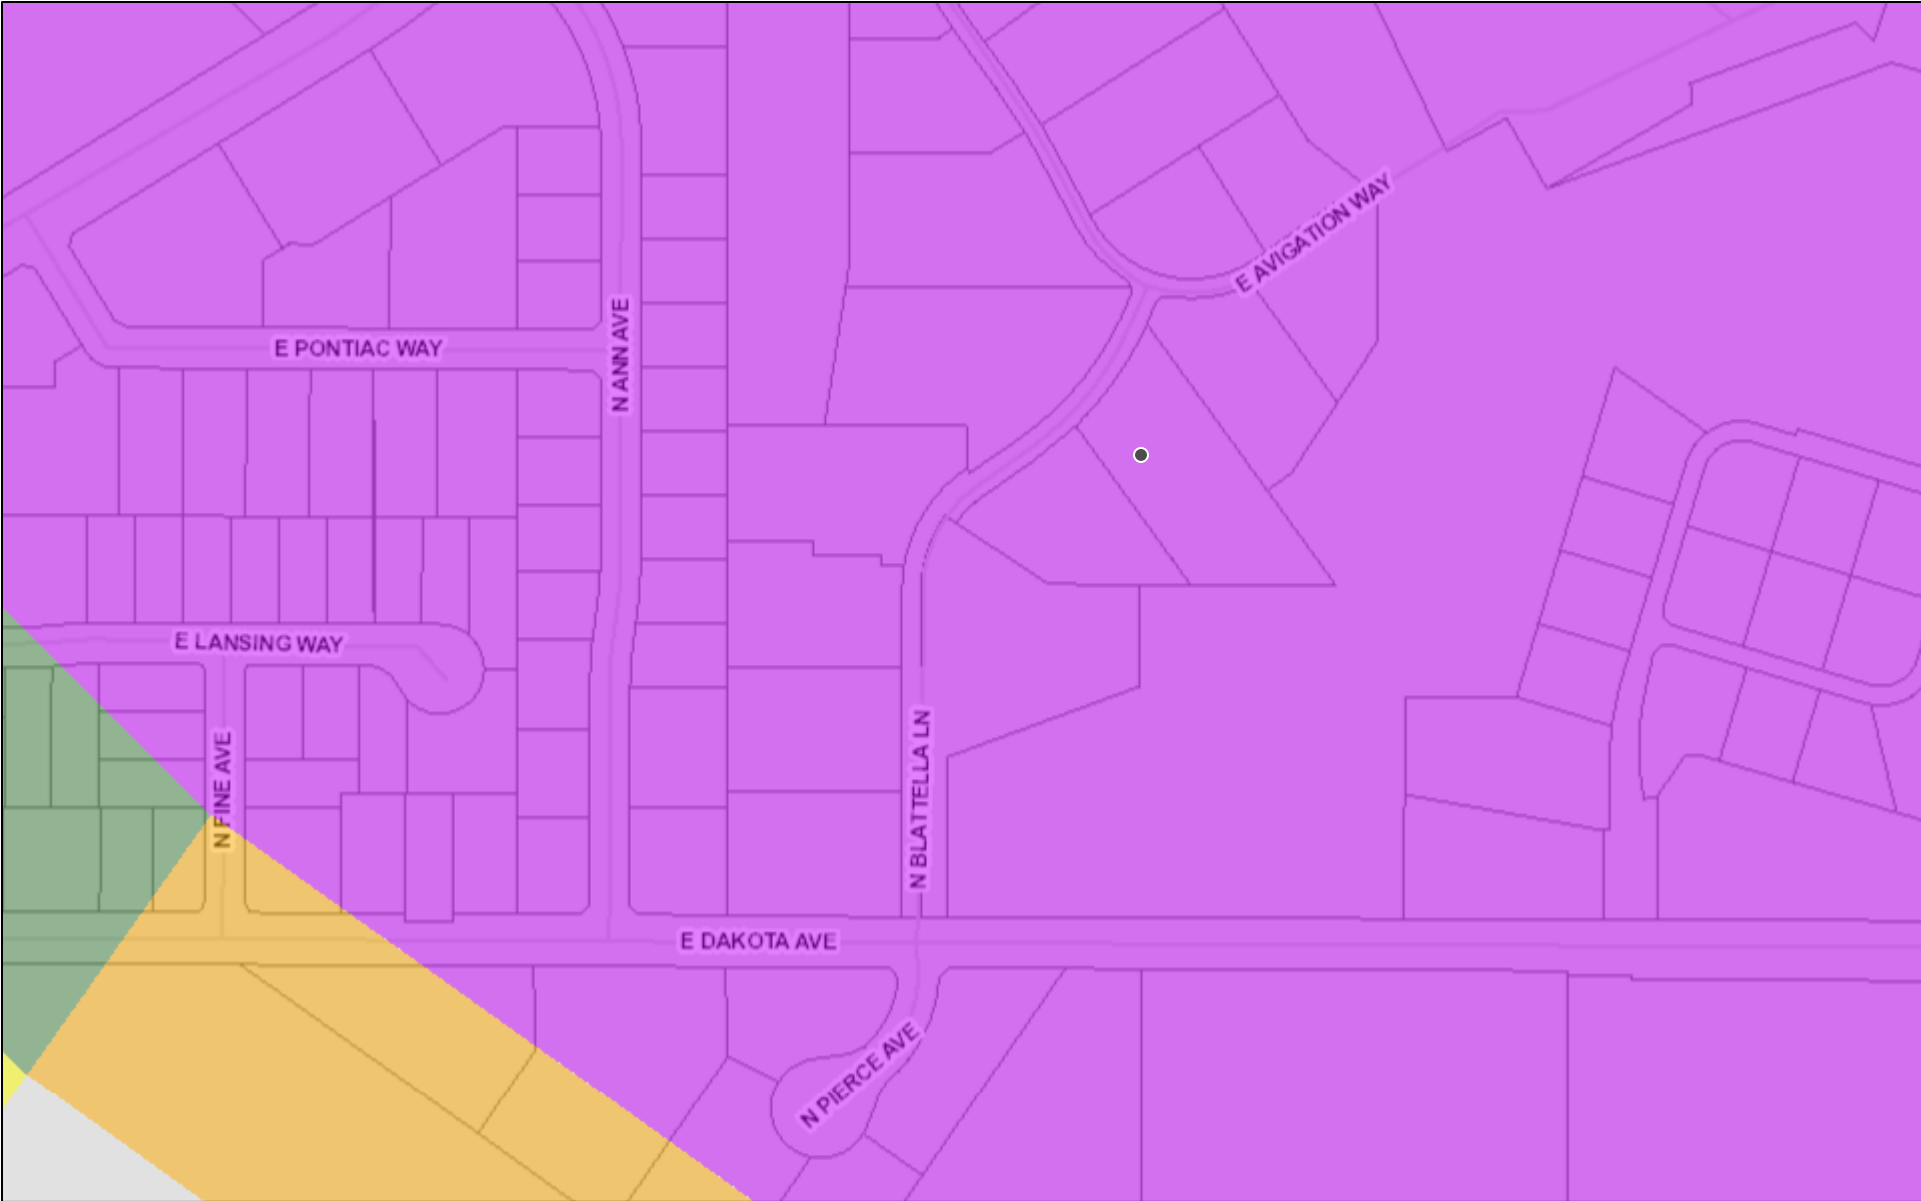 E AVIGATION WAY
E PONTIAC WAY
N ANN AVE
E LANSING WAY
N FINE AVE
N BLATTELLA LN
E DAKOTA AVE
N PIERCE AVE